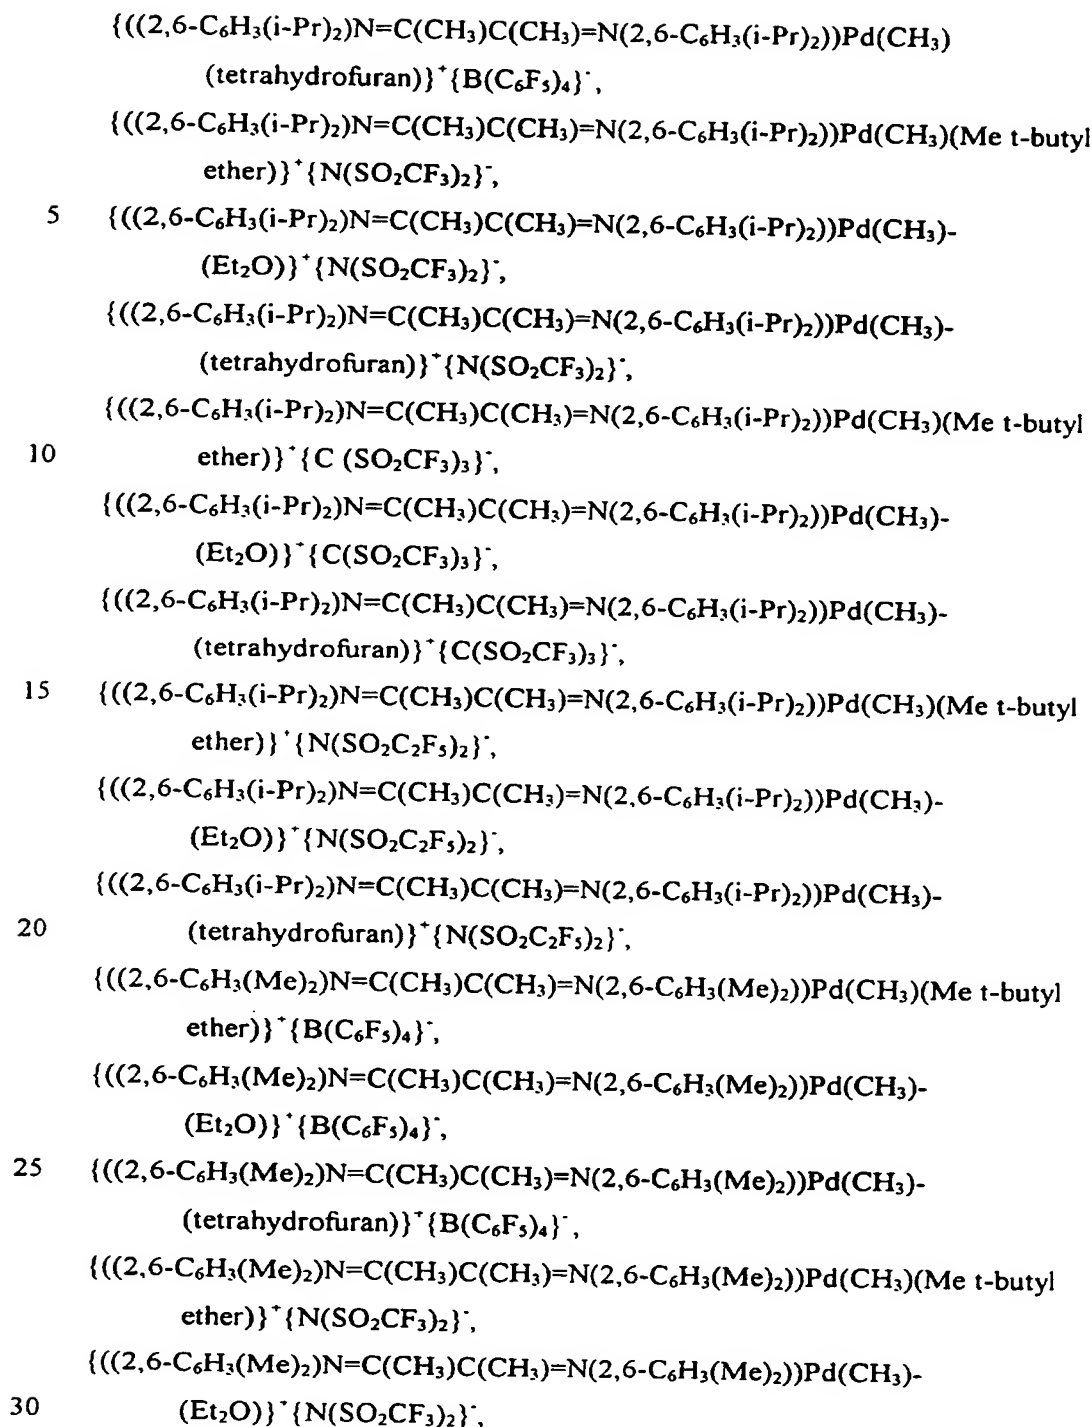 {((2,6-C₆H₃(i-Pr)₂)N=C(CH₃)C(CH₃)=N(2,6-C₆H₃(i-Pr)₂))Pd(CH₃)
(tetrahydrofuran)}⁺{B(C₆F₅)₄}⁻,
{((2,6-C₆H₃(i-Pr)₂)N=C(CH₃)C(CH₃)=N(2,6-C₆H₃(i-Pr)₂))Pd(CH₃)(Me t-butyl
ether)}⁺{N(SO₂CF₃)₂}⁻,
5 {((2,6-C₆H₃(i-Pr)₂)N=C(CH₃)C(CH₃)=N(2,6-C₆H₃(i-Pr)₂))Pd(CH₃)-
(Et₂O)}⁺{N(SO₂CF₃)₂}⁻,
{((2,6-C₆H₃(i-Pr)₂)N=C(CH₃)C(CH₃)=N(2,6-C₆H₃(i-Pr)₂))Pd(CH₃)-
(tetrahydrofuran)}⁺{N(SO₂CF₃)₂}⁻,
{((2,6-C₆H₃(i-Pr)₂)N=C(CH₃)C(CH₃)=N(2,6-C₆H₃(i-Pr)₂))Pd(CH₃)(Me t-butyl
10 ether)}⁺{C (SO₂CF₃)₃}⁻,
{((2,6-C₆H₃(i-Pr)₂)N=C(CH₃)C(CH₃)=N(2,6-C₆H₃(i-Pr)₂))Pd(CH₃)-
(Et₂O)}⁺{C(SO₂CF₃)₃}⁻,
{((2,6-C₆H₃(i-Pr)₂)N=C(CH₃)C(CH₃)=N(2,6-C₆H₃(i-Pr)₂))Pd(CH₃)-
(tetrahydrofuran)}⁺{C(SO₂CF₃)₃}⁻,
15 {((2,6-C₆H₃(i-Pr)₂)N=C(CH₃)C(CH₃)=N(2,6-C₆H₃(i-Pr)₂))Pd(CH₃)(Me t-butyl
ether)}⁺{N(SO₂C₂F₅)₂}⁻,
{((2,6-C₆H₃(i-Pr)₂)N=C(CH₃)C(CH₃)=N(2,6-C₆H₃(i-Pr)₂))Pd(CH₃)-
(Et₂O)}⁺{N(SO₂C₂F₅)₂}⁻,
{((2,6-C₆H₃(i-Pr)₂)N=C(CH₃)C(CH₃)=N(2,6-C₆H₃(i-Pr)₂))Pd(CH₃)-
20 (tetrahydrofuran)}⁺{N(SO₂C₂F₅)₂}⁻,
{((2,6-C₆H₃(Me)₂)N=C(CH₃)C(CH₃)=N(2,6-C₆H₃(Me)₂))Pd(CH₃)(Me t-butyl
ether)}⁺{B(C₆F₅)₄}⁻,
{((2,6-C₆H₃(Me)₂)N=C(CH₃)C(CH₃)=N(2,6-C₆H₃(Me)₂))Pd(CH₃)-
(Et₂O)}⁺{B(C₆F₅)₄}⁻,
25 {((2,6-C₆H₃(Me)₂)N=C(CH₃)C(CH₃)=N(2,6-C₆H₃(Me)₂))Pd(CH₃)-
(tetrahydrofuran)}⁺{B(C₆F₅)₄}⁻,
{((2,6-C₆H₃(Me)₂)N=C(CH₃)C(CH₃)=N(2,6-C₆H₃(Me)₂))Pd(CH₃)(Me t-butyl
ether)}⁺{N(SO₂CF₃)₂}⁻,
{((2,6-C₆H₃(Me)₂)N=C(CH₃)C(CH₃)=N(2,6-C₆H₃(Me)₂))Pd(CH₃)-
30 (Et₂O)}⁺{N(SO₂CF₃)₂}⁻,